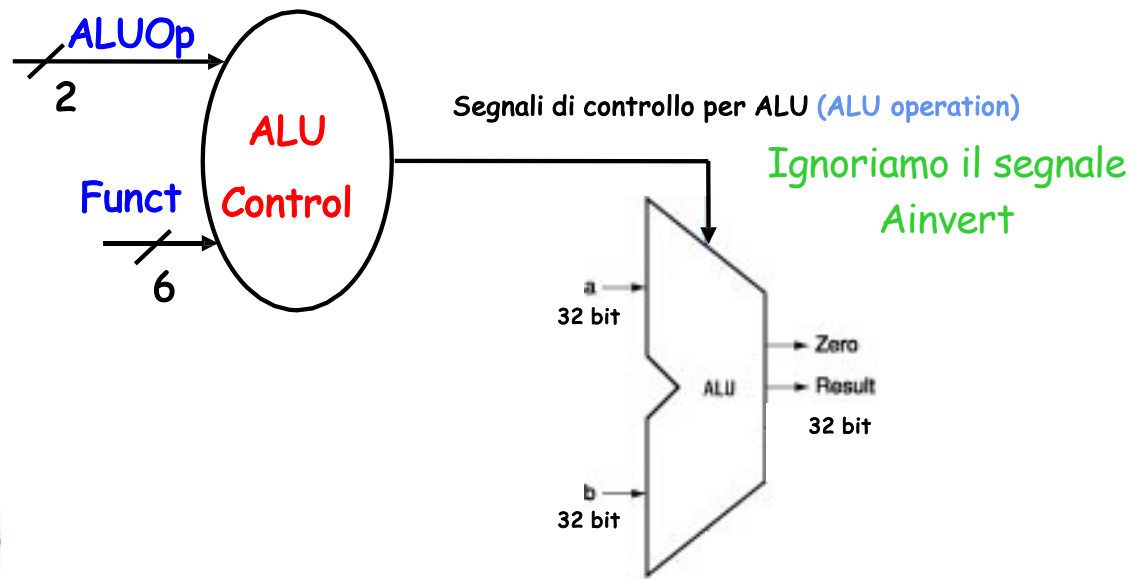 ALUOp
2
ALU
Control
Funct
6
Segnali di controllo per ALU (ALU operation)
Ignoriamo il segnale
Ainvert
a
32 bit
Zero
ALU
Result
32 bit
b
32 bit